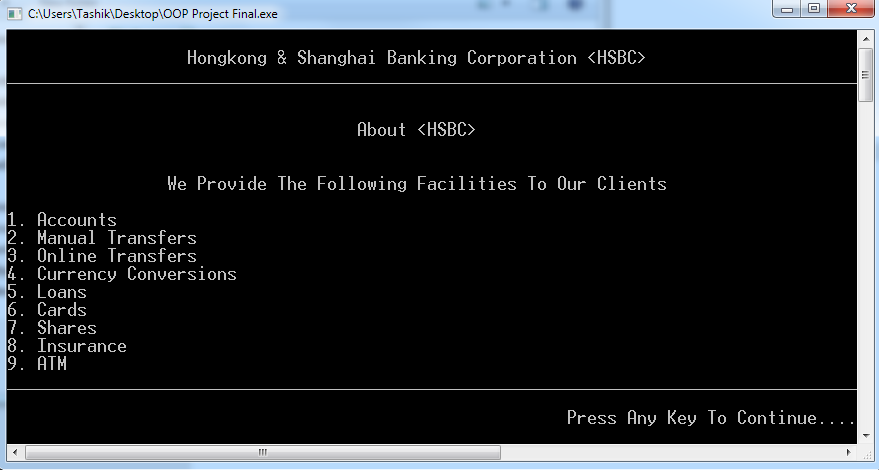 C:\Users\Tashik\Desktop\OOP Project Final.exe
Hongkong & Shanghai Banking Corporation <HSBC>
About <HSBC>
We Provide The Following Facilities To Our Clients
1. Accounts
2. Manual Transfers
3. Online Transfers
4. Currency Conversions
5. Loans
6. Cards
7. Shares
8. Insurance
9. ATM
Press Any Key To Continue....